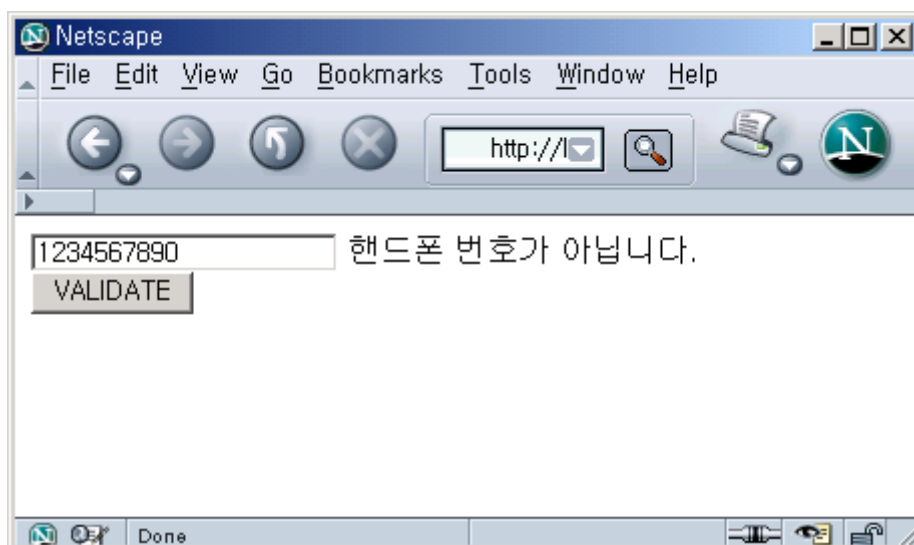 Netscape
File Edit View Go Bookmarks Tools Window Help
http://l
N
1234567890 핸드폰 번호가 아닙니다.
VALIDATE
Done